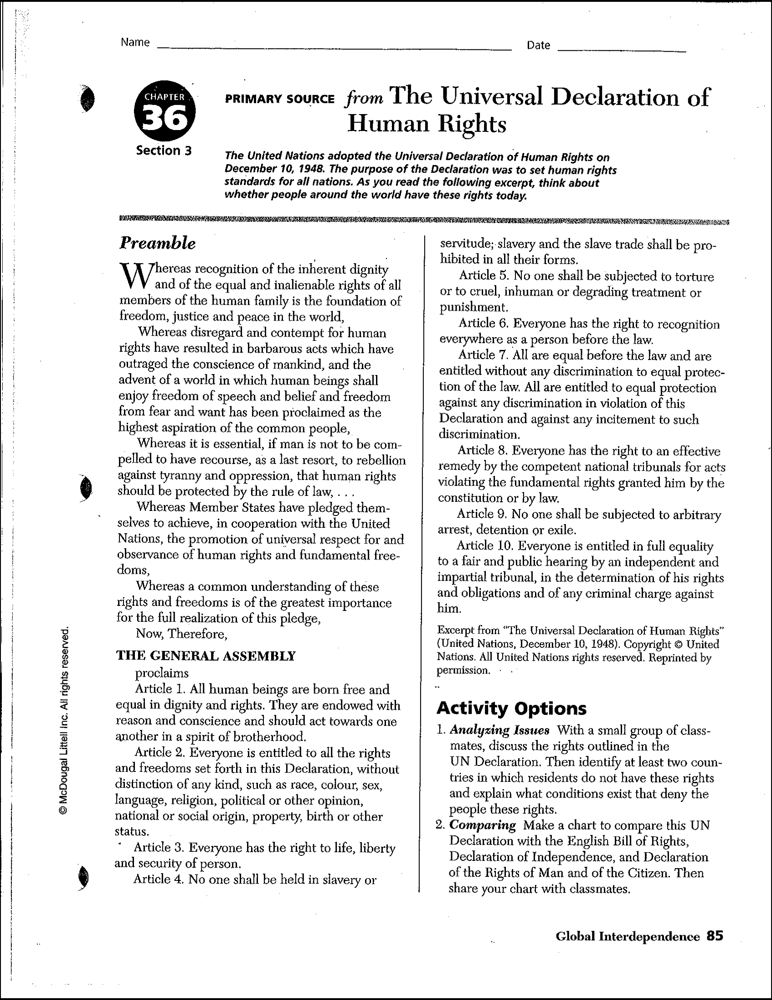 Name
Date
CHAPTER
36
Section 3
PRIMARY SOURCE from The Universal Declaration of
Human Rights
The United Nations adopted the Universal Declaration of Human Rights on
December 10, 1948. The purpose of the Declaration was to set human rights
standards for all nations. As you read the following excerpt, think about
whether people around the world have these rights today.
Preamble
Whereas recognition of the inherent dignity
and of the equal and inalienable rights of all
members of the human family is the foundation of
freedom, justice and peace in the world,
Whereas disregard and contempt for human
rights have resulted in barbarous acts which have
outraged the conscience of mankind, and the
advent of a world in which human beings shall
enjoy freedom of speech and belief and freedom
from fear and want has been proclaimed as the
highest aspiration of the common people,
Whereas it is essential, if man is not to be com-
pelled to have recourse, as a last resort, to rebellion
against tyranny and oppression, that human rights
should be protected by the rule of law, . . .
Whereas Member States have pledged them-
selves to achieve, in cooperation with the United
Nations, the promotion of universal respect for and
observance of human rights and fundamental free-
doms,
Whereas a common understanding of these
rights and freedoms is of the greatest importance
for the full realization of this pledge,
Now, Therefore,
THE GENERAL ASSEMBLY
proclaims
Article 1. All human beings are born free and
equal in dignity and rights. They are endowed with
reason and conscience and should act towards one
another in a spirit of brotherhood.
Article 2. Everyone is entitled to all the rights
and freedoms set forth in this Declaration, without
distinction of any kind, such as race, colour, sex,
language, religion, political or other opinion,
national or social origin, property, birth or other
status.
Article 3. Everyone has the right to life, liberty
and security of person.
Article 4. No one shall be held in slavery or
servitude; slavery and the slave trade shall be pro-
hibited in all their forms.
Article 5. No one shall be subjected to torture
or to cruel, inhuman or degrading treatment or
punishment.
Article 6. Everyone has the right to recognition
everywhere as a person before the law.
Article 7. All are equal before the law and are
entitled without any discrimination to equal protec-
tion of the law. All are entitled to equal protection
against any discrimination in violation of this
Declaration and against any incitement to such
discrimination.
Article 8. Everyone has the right to an effective
remedy by the competent national tribunals for acts
violating the fundamental rights granted him by the
constitution or by law.
Article 9. No one shall be subjected to arbitrary
arrest, detention or exile.
Article 10. Everyone is entitled in full equality
to a fair and public hearing by an independent and
impartial tribunal, in the determination of his rights
and obligations and of any criminal charge against
him.
Excerpt from “The Universal Declaration of Human Rights”
(United Nations, December 10, 1948). Copyright © United
Nations. All United Nations rights reserved. Reprinted by
permission.
Activity Options
1. Analyzing Issues With a small group of class-
mates, discuss the rights outlined in the
UN Declaration. Then identify at least two coun-
tries in which residents do not have these rights
and explain what conditions exist that deny the
people these rights.
2. Comparing Make a chart to compare this UN
Declaration with the English Bill of Rights,
Declaration of Independence, and Declaration
of the Rights of Man and of the Citizen. Then
share your chart with classmates.
© McDougal Littell Inc. All rights reserved.
Global Interdependence 85